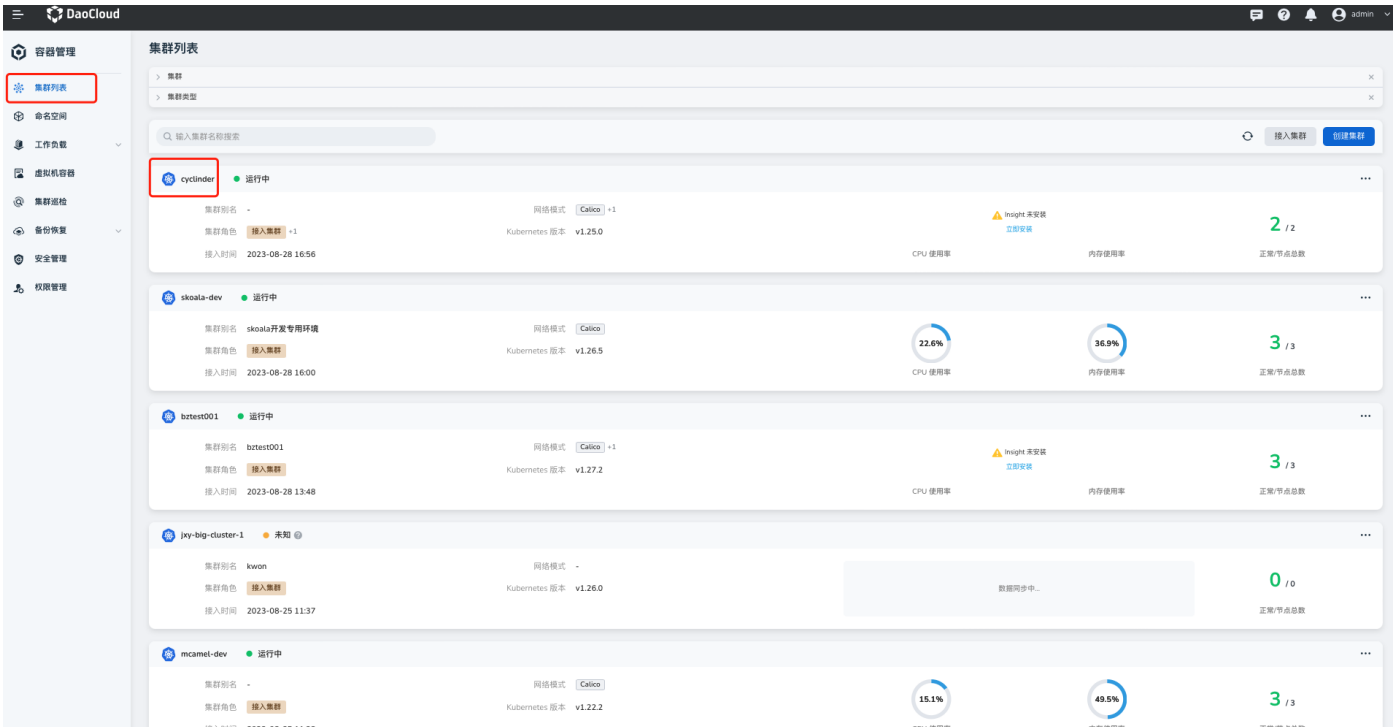 DaoCloud
admin
容器管理
集群列表
命名空间
工作负载
虚拟机容器
集群巡检
备份恢复
安全管理
权限管理
集群列表
集群
集群类型
输入集群名称搜索
接入集群
创建集群
cyclinder 运行中
集群别名 - 网络模式 Calico +1
Insight 未安装
集群角色 接入集群 +1 Kubernetes 版本 v1.25.0
立即安装
2 / 2
接入时间 2023-08-28 16:56 CPU 使用率 内存使用率 正常/节点总数
skoala-dev 运行中
集群别名 skoala开发专用环境 网络模式 Calico
22.6% 36.9% 3 / 3
集群角色 接入集群 Kubernetes 版本 v1.26.5
接入时间 2023-08-28 16:00 CPU 使用率 内存使用率 正常/节点总数
bztest001 运行中
集群别名 bztest001 网络模式 Calico +1
Insight 未安装
集群角色 接入集群 Kubernetes 版本 v1.27.2
立即安装
3 / 3
接入时间 2023-08-28 13:48 CPU 使用率 内存使用率 正常/节点总数
jxy-big-cluster-1 未知
集群别名 kwon 网络模式 -
集群角色 接入集群 Kubernetes 版本 v1.26.0 数据同步中... 0 / 0
接入时间 2023-08-25 11:37 正常/节点总数
mcamel-dev 运行中
集群别名 - 网络模式 Calico
15.1% 49.5% 3 / 3
集群角色 接入集群 Kubernetes 版本 v1.22.2